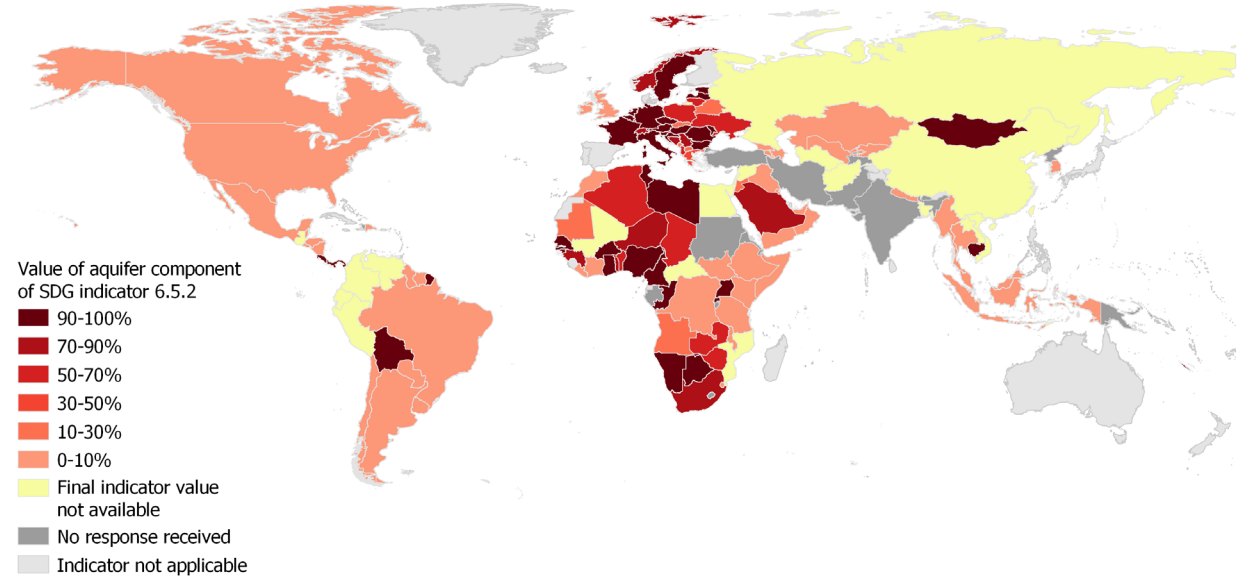 Value of aquifer component
of SDG indicator 6.5.2
90-100%
70-90%
50-70%
30-50%
10-30%
0-10%
Final indicator value
not available
No response received
Indicator not applicable